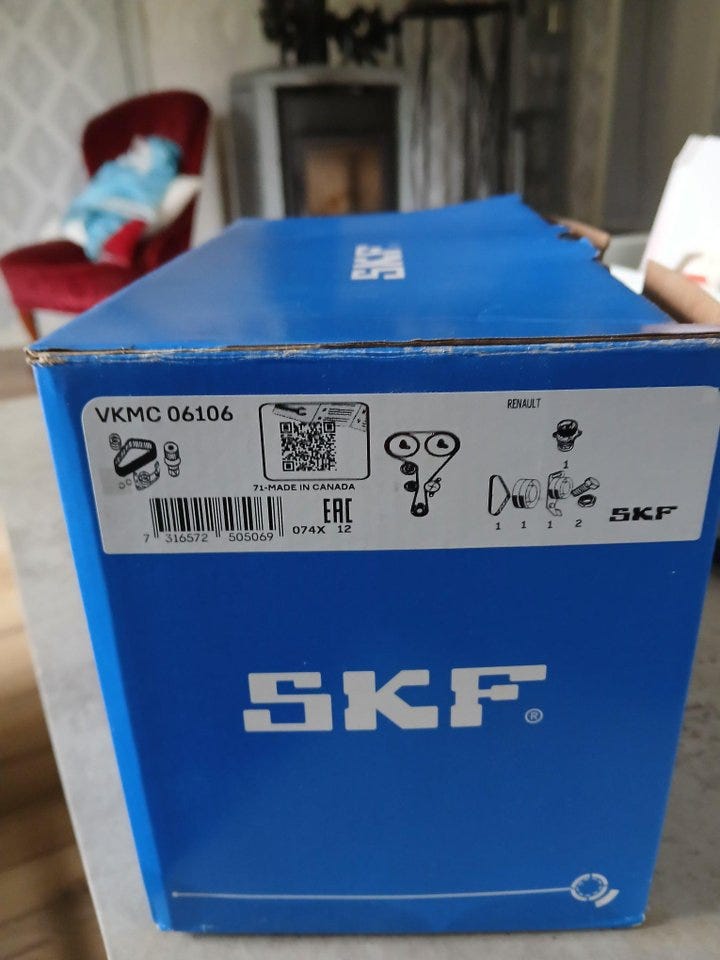 SKF
VKMC 06106
RENAULT
71-MADE IN CANADA
1
1 1 1 2
SKF
EAC
074X 12
7 316572 505069
SKF®